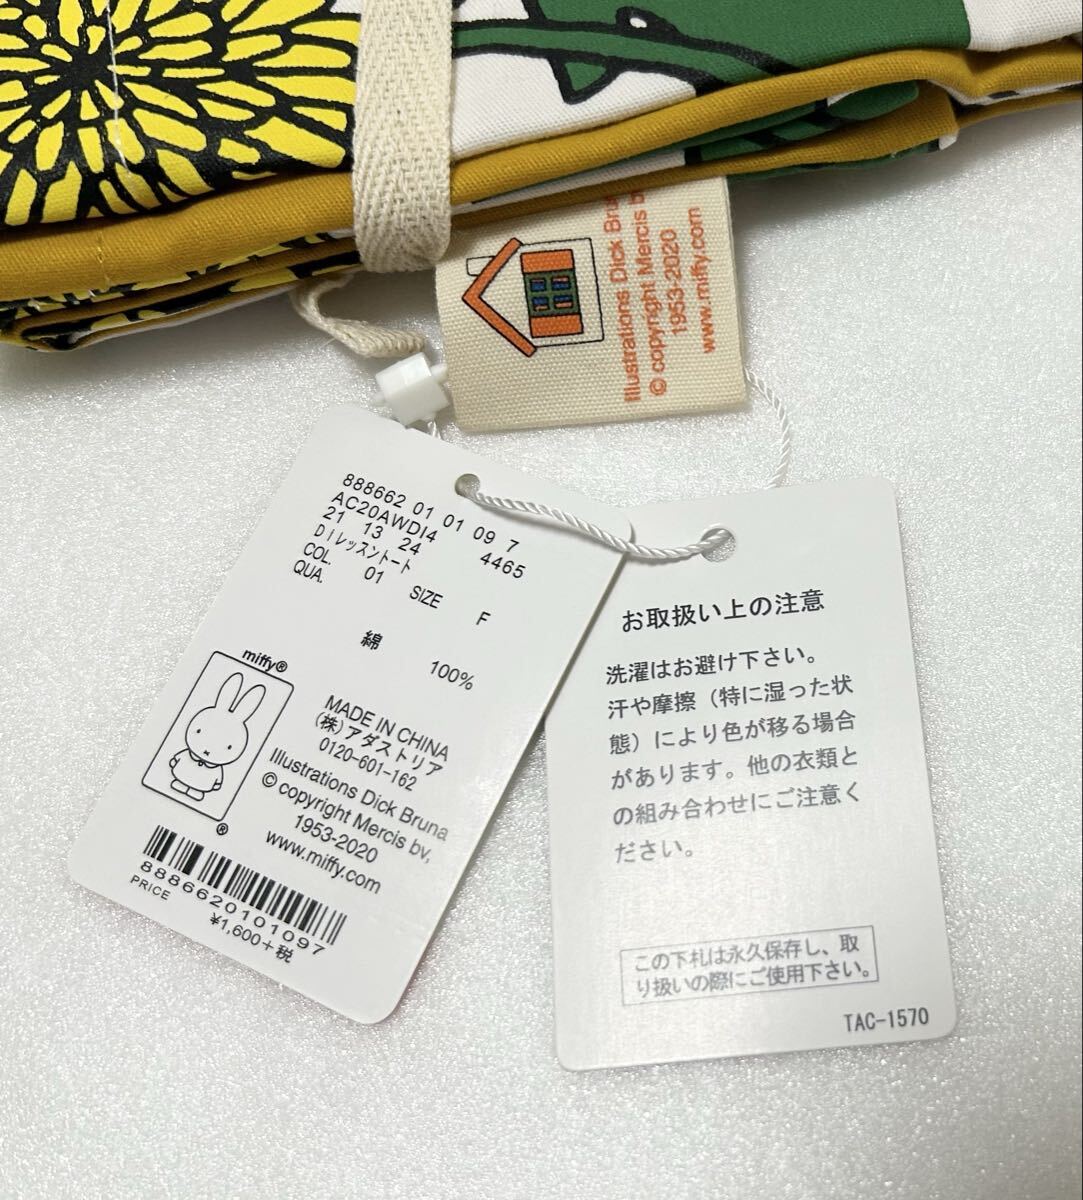 Illustrations Dick Bru
© copyright Mercis b
1953-2020
www.miffy.com
888662 01 01 09 7
AC20AWDI4 4465
21 13 24
Dｉレッスントート
COL. 01 SIZE F
QUA.
綿 100%
miffy®
®
MADE IN CHINA
(株)アダストリア
0120-601-162
Illustrations Dick Bruna
© copyright Mercis bv,
1953-2020
www.miffy.com
8886620101097
PRICE ¥1,600+税
お取扱い上の注意
洗濯はお避け下さい。
汗や摩擦（特に湿った状
態）により色が移る場合
があります。他の衣類と
の組み合わせにご注意く
ださい。
この下札は永久保存し、取
り扱いの際にご使用下さい。
TAC-1570